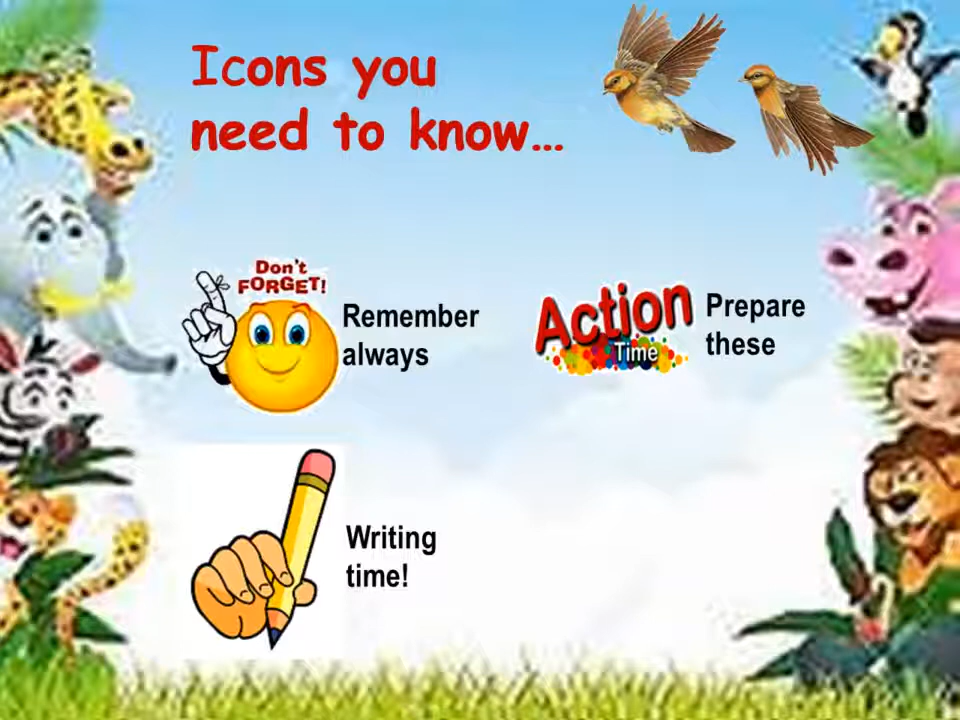 Icons you
need to know…
Don't
FORGET!
Remember
always
Action
Time
Prepare
these
Writing
time!